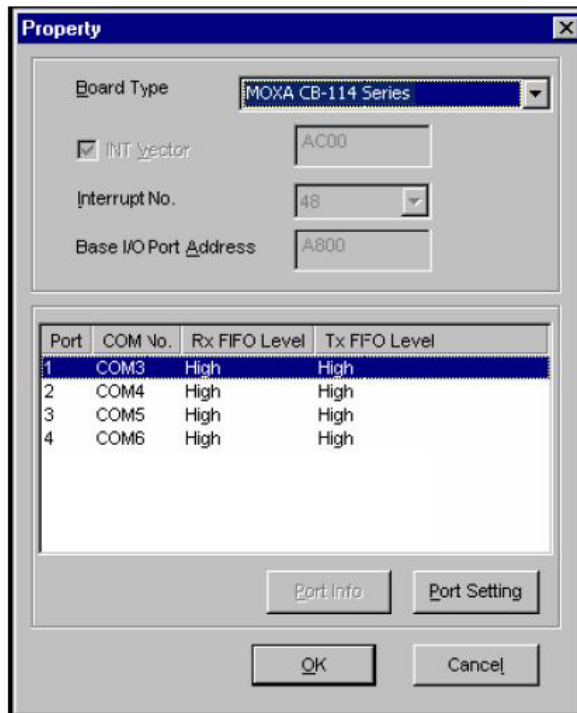 Property
Board Type MOXA CB-114 Series
INT Vector AC00
Interrupt No. 48
Base I/O Port Address A800
Port COM No. Rx FIFO Level Tx FIFO Level
1 COM3 High High
2 COM4 High High
3 COM5 High High
4 COM6 High High
Port Info Port Setting
OK Cancel